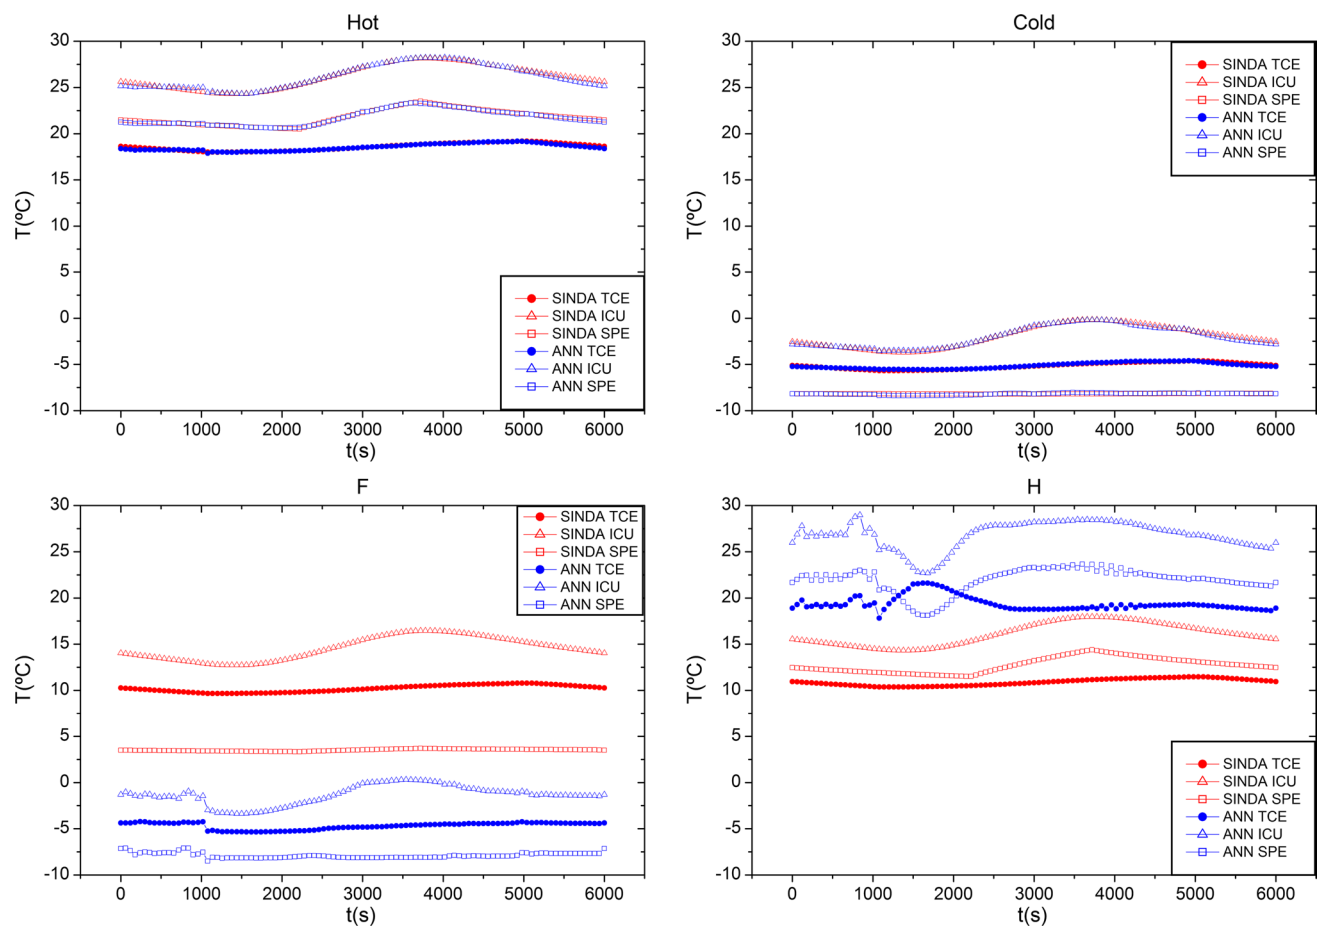 Hot
30
25
20
15
10
5
0
-5
-10
T(ºC)
SINDA TCE
SINDA ICU
SINDA SPE
ANN TCE
ANN ICU
ANN SPE
0 1000 2000 3000 4000 5000 6000
t(s)
Cold
30
25
20
15
10
5
0
-5
-10
T(ºC)
SINDA TCE
SINDA ICU
SINDA SPE
ANN TCE
ANN ICU
ANN SPE
0 1000 2000 3000 4000 5000 6000
t(s)
F
30
25
20
15
10
5
0
-5
-10
T(ºC)
SINDA TCE
SINDA ICU
SINDA SPE
ANN TCE
ANN ICU
ANN SPE
0 1000 2000 3000 4000 5000 6000
t(s)
H
30
25
20
15
10
5
0
-5
-10
T(ºC)
SINDA TCE
SINDA ICU
SINDA SPE
ANN TCE
ANN ICU
ANN SPE
0 1000 2000 3000 4000 5000 6000
t(s)